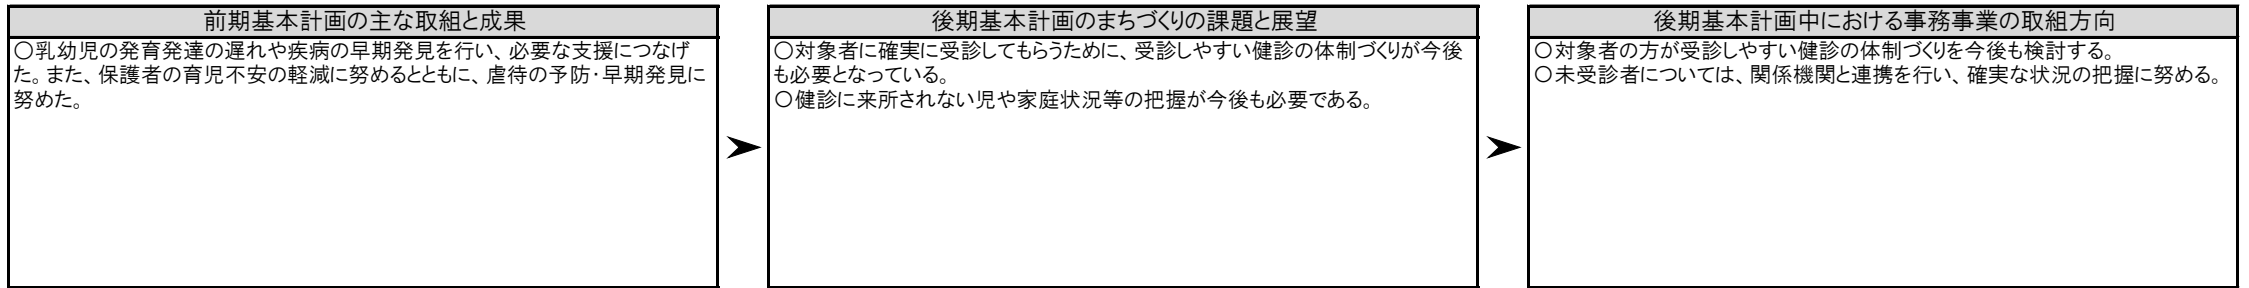 前期基本計画の主な取組と成果
〇乳幼児の発育発達の遅れや疾病の早期発見を行い、必要な支援につなげ
た。また、保護者の育児不安の軽減に努めるとともに、虐待の予防・早期発見に
努めた。
後期基本計画のまちづくりの課題と展望
〇対象者に確実に受診してもらうために、受診しやすい健診の体制づくりが今後
も必要となっている。
〇健診に来所されない児や家庭状況等の把握が今後も必要である。
後期基本計画中における事務事業の取組方向
〇対象者の方が受診しやすい健診の体制づくりを今後も検討する。
〇未受診者については、関係機関と連携を行い、確実な状況の把握に努める。